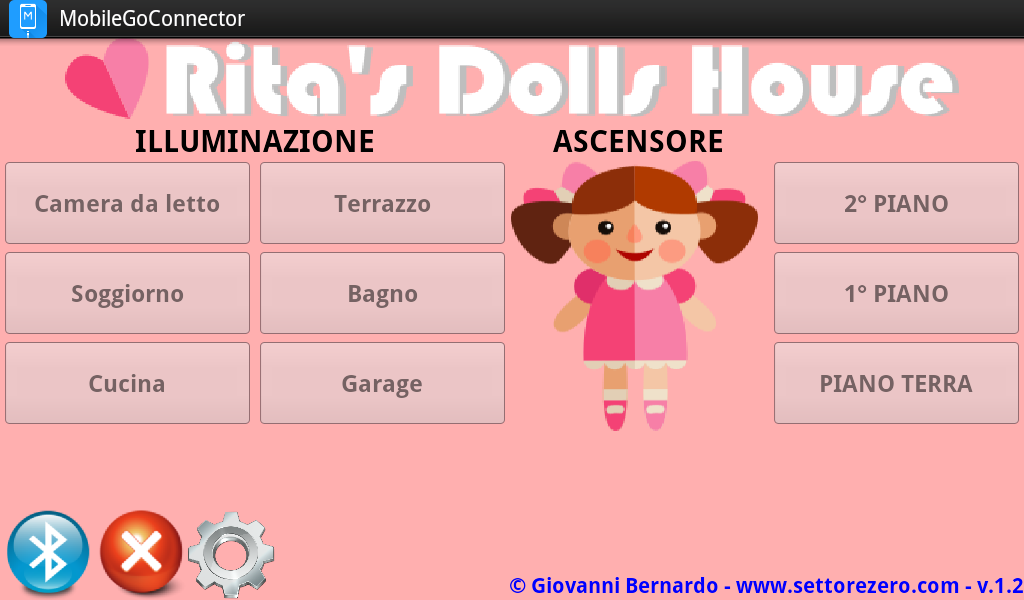 MobileGoConnector
Rita's Dolls House
ILLUMINAZIONE
ASCENSORE
Camera da letto
Terrazzo
2° PIANO
Soggiorno
Bagno
1° PIANO
Cucina
Garage
PIANO TERRA
© Giovanni Bernardo - www.settorezero.com - v.1.2